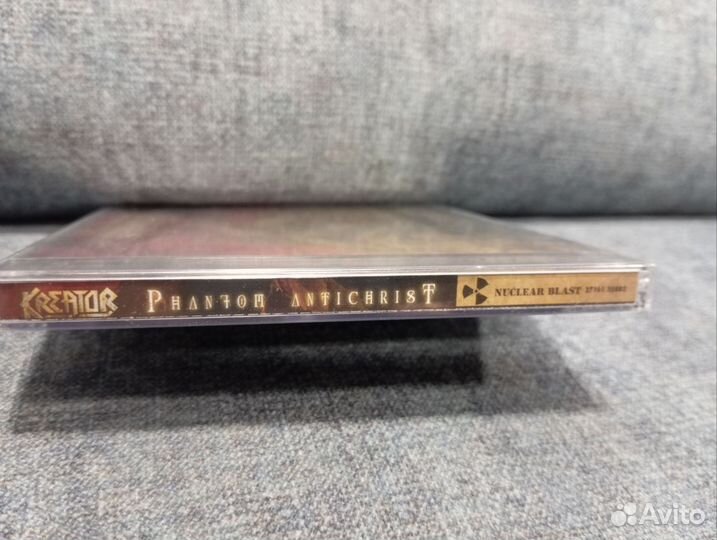 KREATOR PHANTOM ANTICHRIST NUCLEAR BLAST
Avito